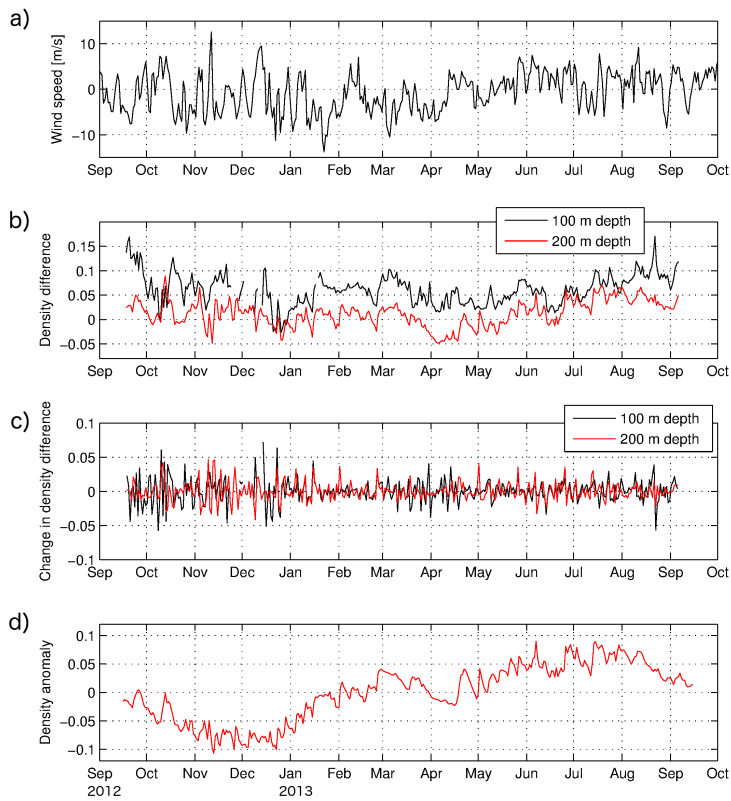 a)
Wind speed [m/s]
10
0
−10
Sep Oct Nov Dec Jan Feb Mar Apr May Jun Jul Aug Sep Oct
b)
Density difference
100 m depth
200 m depth
0.15
0.1
0.05
0
−0.05
Sep Oct Nov Dec Jan Feb Mar Apr May Jun Jul Aug Sep Oct
c)
Change in density difference
100 m depth
200 m depth
0.1
0.05
0
−0.05
−0.1
Sep Oct Nov Dec Jan Feb Mar Apr May Jun Jul Aug Sep Oct
d)
Density anomaly
0.1
0.05
0
−0.05
−0.1
Sep Oct Nov Dec Jan Feb Mar Apr May Jun Jul Aug Sep Oct
2012 2013